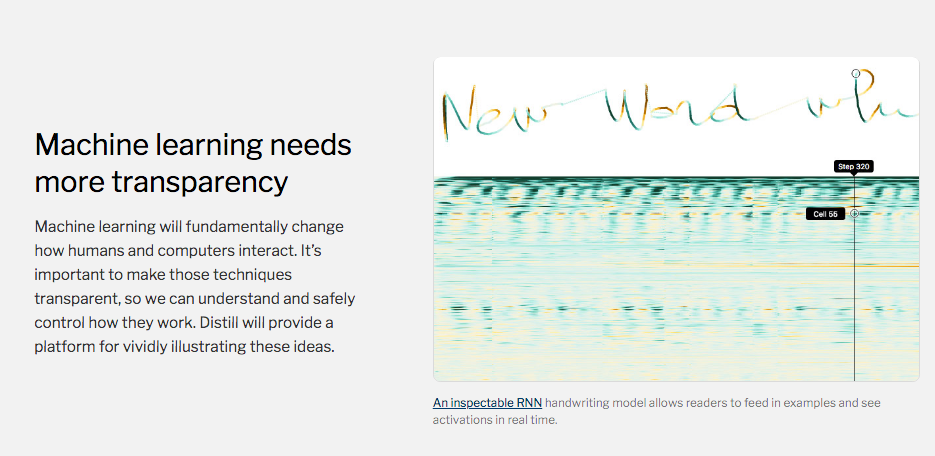 Machine learning needs
more transparency
Machine learning will fundamentally change
how humans and computers interact. It’s
important to make those techniques
transparent, so we can understand and safely
control how they work. Distill will provide a
platform for vividly illustrating these ideas.
Step 320
Cell 55
An inspectable RNN handwriting model allows readers to feed in examples and see
activations in real time.